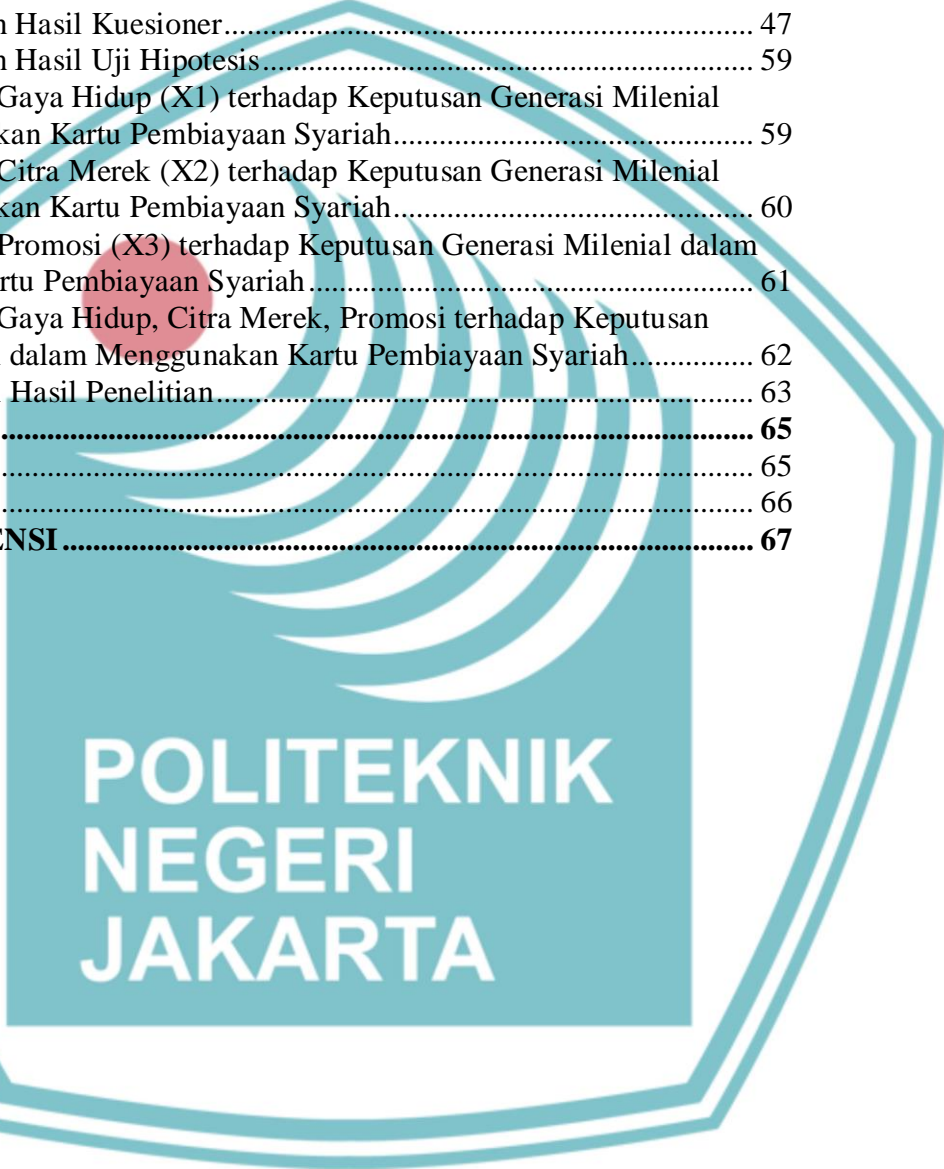 n Hasil Kuesioner.......................................................................... 47
n Hasil Uji Hipotesis..................................................................... 59
Gaya Hidup (X1) terhadap Keputusan Generasi Milenial
kan Kartu Pembiayaan Syariah.................................................... 59
Citra Merek (X2) terhadap Keputusan Generasi Milenial
kan Kartu Pembiayaan Syariah.................................................... 60
Promosi (X3) terhadap Keputusan Generasi Milenial dalam
rtu Pembiayaan Syariah ............................................................... 61
Gaya Hidup, Citra Merek, Promosi terhadap Keputusan
dalam Menggunakan Kartu Pembiayaan Syariah................ 62
Hasil Penelitian............................................................................ 63
.................................................................................................... 65
.................................................................................................... 65
.................................................................................................... 66
ENSI ........................................................................................... 67
POLITEKNIK
NEGERI
JAKARTA